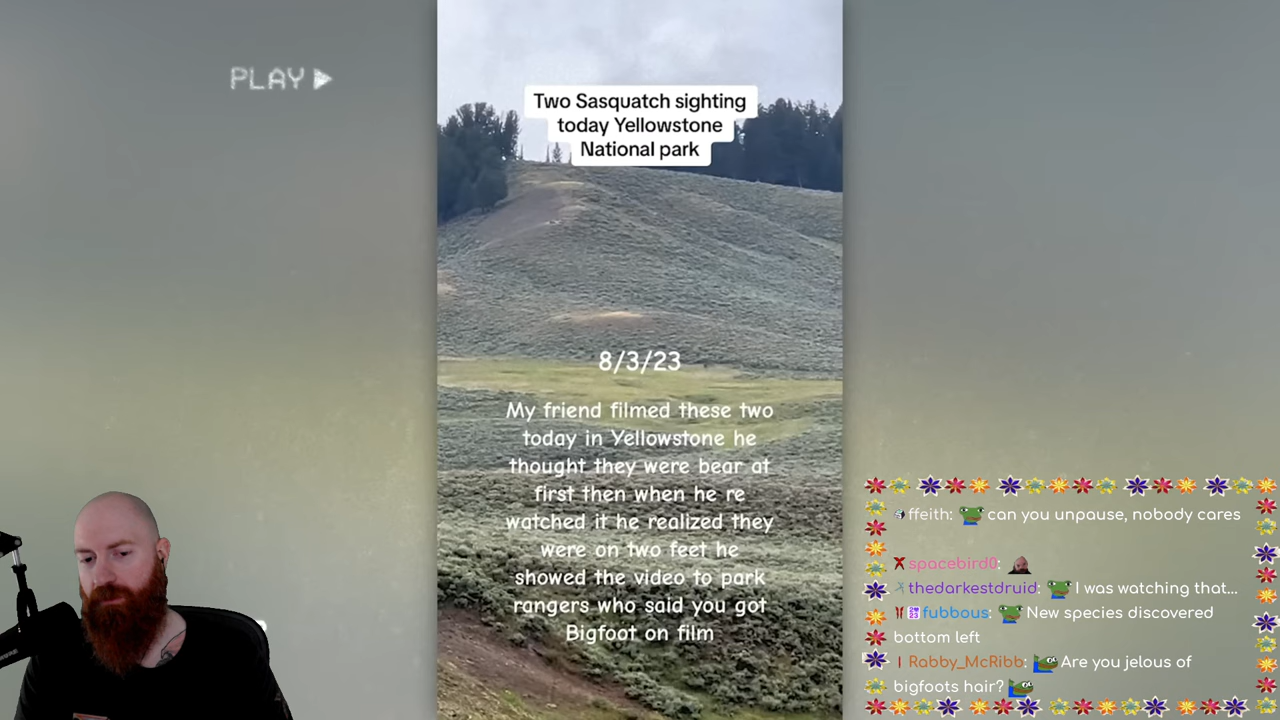 PLAY
Two Sasquatch sighting
today Yellowstone
National park
8/3/23
My friend filmed these two
today in Yellowstone he
thought they were bear at
first then when he re
watched it he realized they
were on two feet he
showed the video to park
rangers who said you got
Bigfoot on film
ffeith: can you unpause, nobody cares
spacebird0:
thedarkestdruid: I was watching that...
fubbous: New species discovered
bottom left
Rabby_McRibb: Are you jelous of
bigfoots hair?